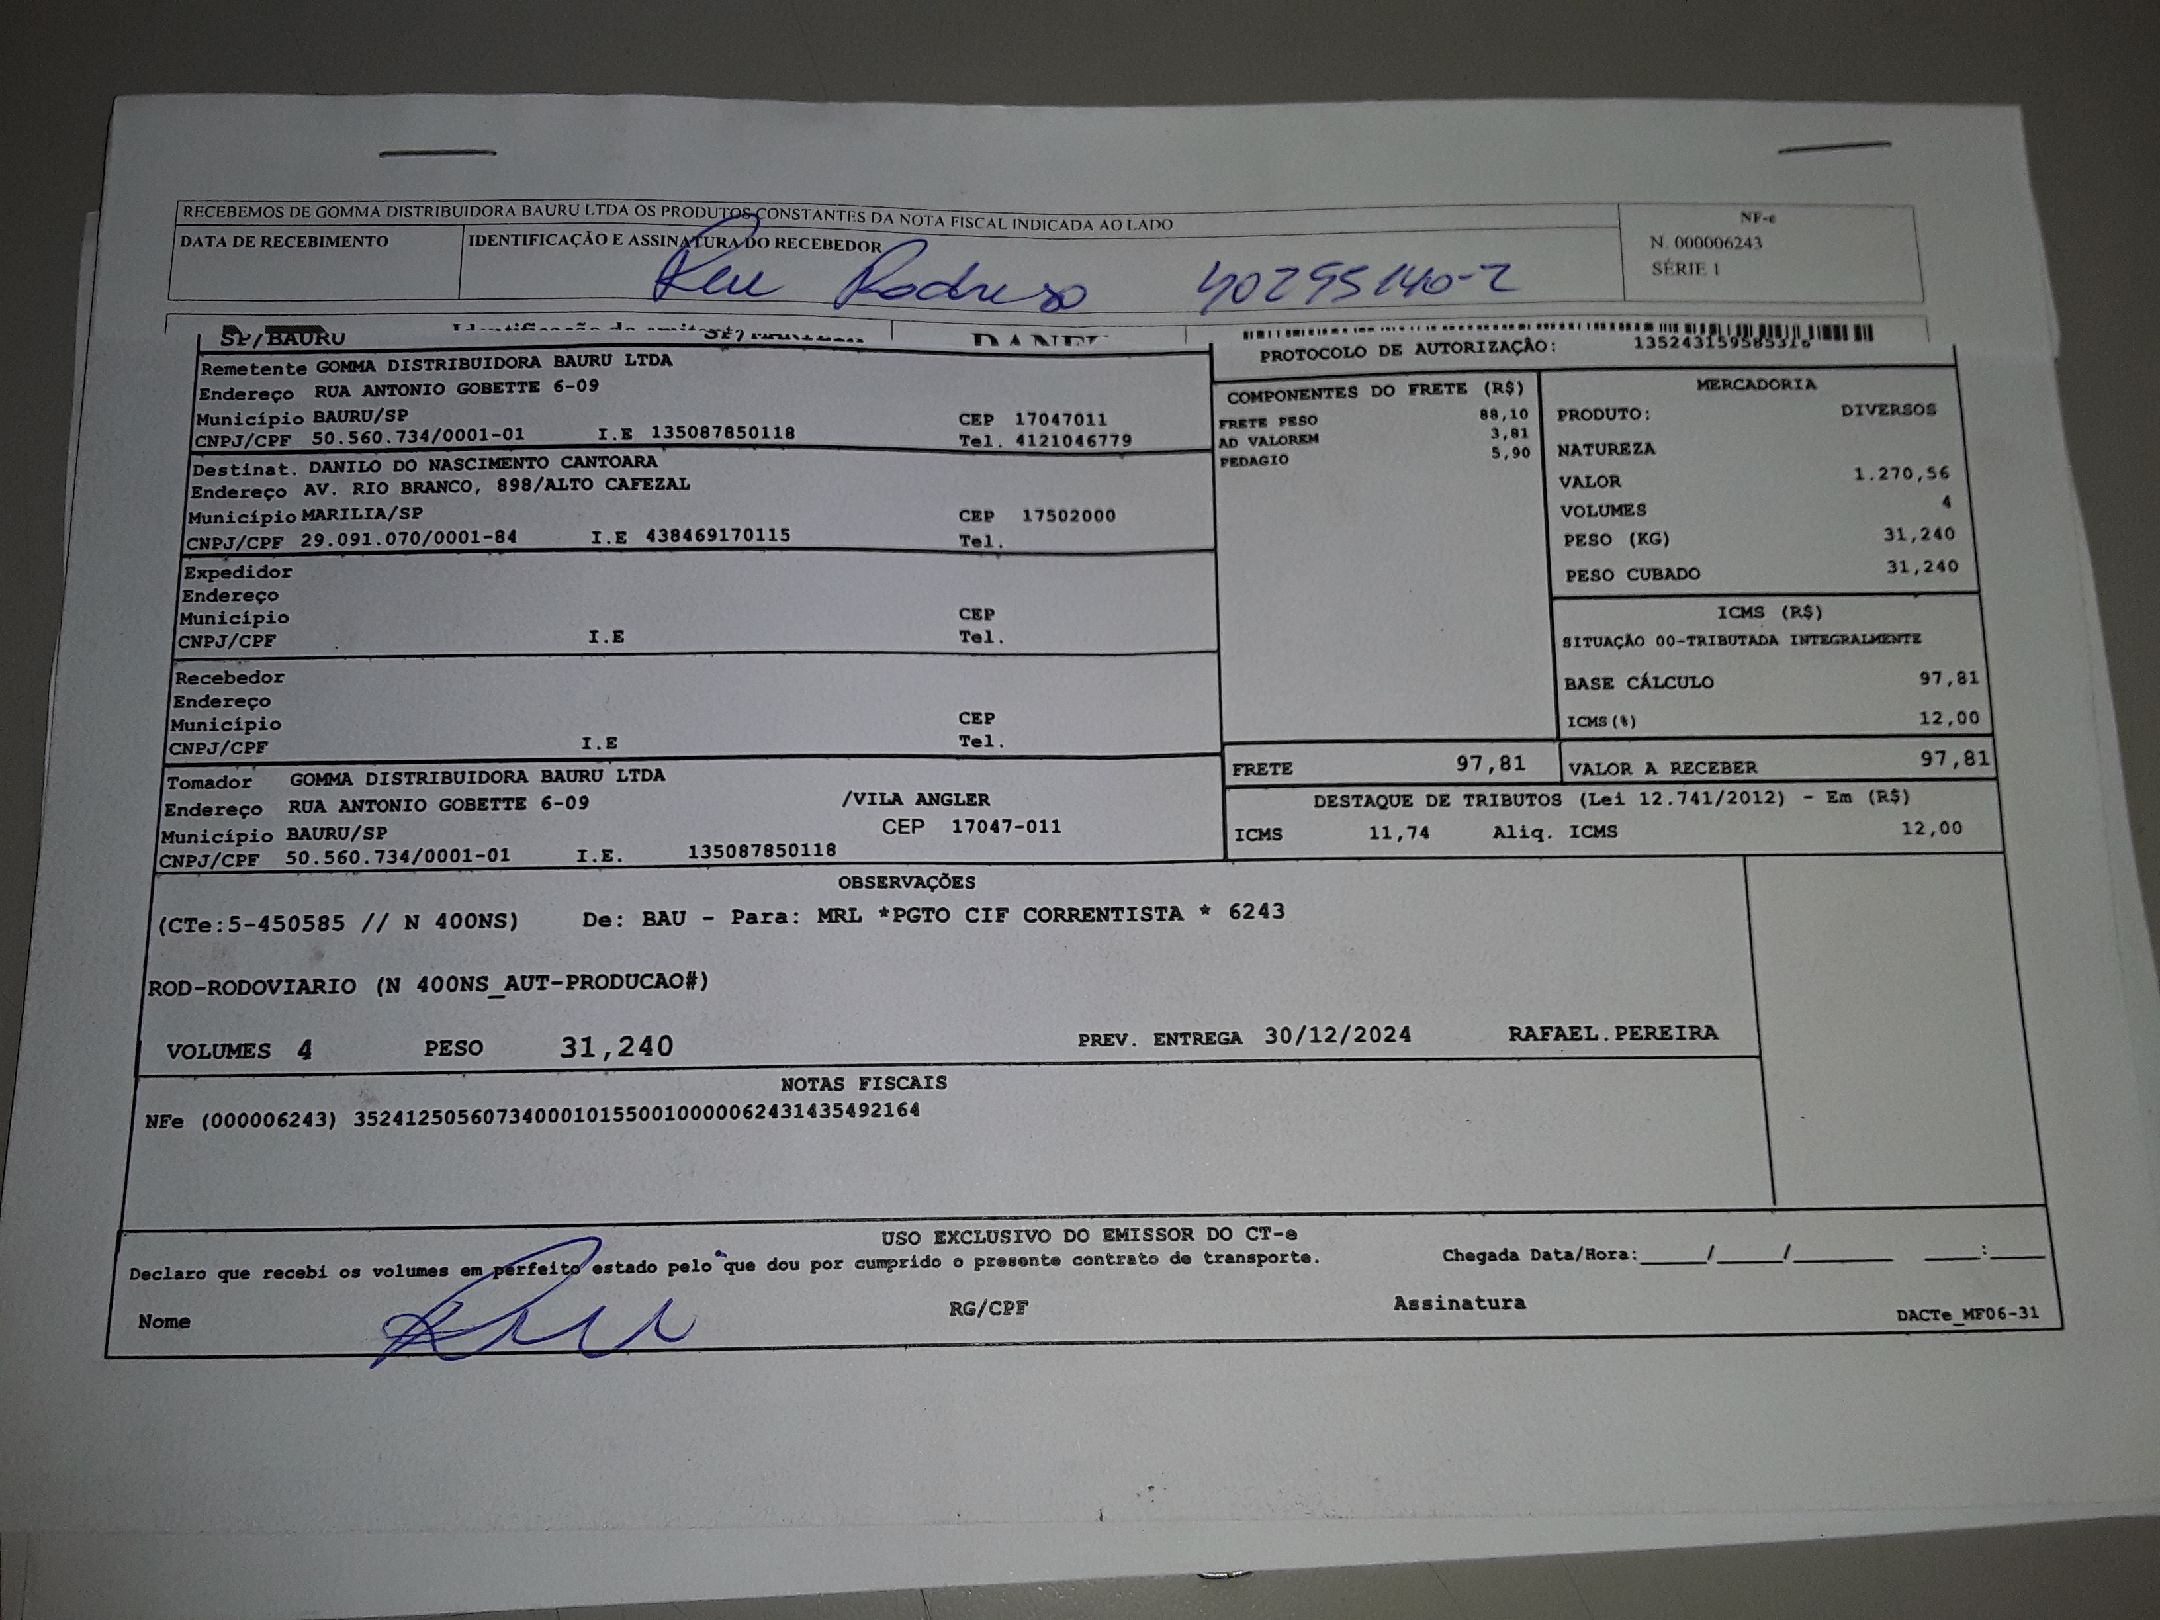 RECEBEMOS DE GOMMA DISTRIBUIDORA BAURU LTDA OS PRODUTOS CONSTANTES DA NOTA FISCAL INDICADA AO LADO
NF-e
N. 000006243
SÉRIE 1
DATA DE RECEBIMENTO
IDENTIFICAÇÃO E ASSINATURA DO RECEBEDOR
Rodrigo 40295140-2
SP/BAURU
PROTOCOLO DE AUTORIZAÇÃO: 135243159585316
Remetente GOMMA DISTRIBUIDORA BAURU LTDA
Endereço RUA ANTONIO GOBETTE 6-09
Município BAURU/SP CEP 17047011
CNPJ/CPF 50.560.734/0001-01 I.E 135087850118 Tel. 4121046779
Destinat. DANILO DO NASCIMENTO CANTOARA
Endereço AV. RIO BRANCO, 898/ALTO CAFEZAL
Município MARILIA/SP CEP 17502000
CNPJ/CPF 29.091.070/0001-84 I.E 438469170115 Tel.
Expedidor
Endereço
Município CEP
CNPJ/CPF I.E Tel.
Recebedor
Endereço
Município CEP
CNPJ/CPF I.E Tel.
Tomador GOMMA DISTRIBUIDORA BAURU LTDA
Endereço RUA ANTONIO GOBETTE 6-09 /VILA ANGLER
Município BAURU/SP CEP 17047-011
CNPJ/CPF 50.560.734/0001-01 I.E. 135087850118
COMPONENTES DO FRETE (R$)
FRETE PESO 88,10
AD VALOREM 3,81
PEDAGIO 5,90
MERCADORIA
PRODUTO: DIVERSOS
NATUREZA
VALOR 1.270,56
VOLUMES 4
PESO (KG) 31,240
PESO CUBADO 31,240
ICMS (R$)
SITUAÇÃO 00-TRIBUTADA INTEGRALMENTE
BASE CÁLCULO 97,81
ICMS(%) 12,00
FRETE 97,81
VALOR A RECEBER 97,81
DESTAQUE DE TRIBUTOS (Lei 12.741/2012) - Em (R$)
ICMS 11,74 Aliq. ICMS 12,00
OBSERVAÇÕES
(CTe:5-450585 // N 400NS) De: BAU - Para: MRL *PGTO CIF CORRENTISTA * 6243
ROD-RODOVIARIO (N 400NS_AUT-PRODUCAO#)
VOLUMES 4 PESO 31,240 PREV. ENTREGA 30/12/2024 RAFAEL.PEREIRA
NOTAS FISCAIS
NFe (000006243) 35241250560734000101550010000062431435492164
USO EXCLUSIVO DO EMISSOR DO CT-e
Declaro que recebi os volumes em perfeito estado pelo que dou por cumprido o presente contrato de transporte. Chegada Data/Hora:____/____/______ ___:___
Nome RG/CPF Assinatura DACTe_MF06-31